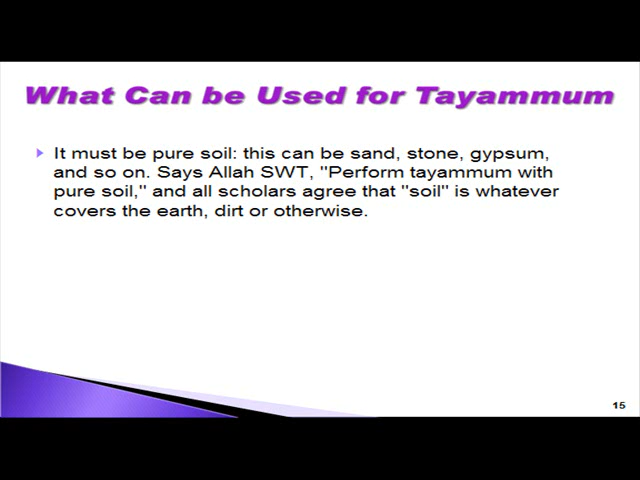 What Can be Used for Tayammum
It must be pure soil: this can be sand, stone, gypsum,
and so on. Says Allah SWT, "Perform tayammum with
pure soil," and all scholars agree that "soil" is whatever
covers the earth, dirt or otherwise.
15